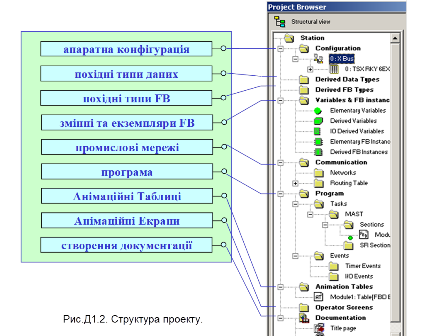 апаратна конфігурація
похідні типи даних
похідні типи FB
змінні та екземпляри FB
промислові мережі
програма
Анімаційні Таблиці
Анімаційні Екрани
створення документації
Рис.Д1.2. Структура проекту.
Project Browser
Structural view
Station
Configuration
0: X Bus
0 : TSX RKY 6EX
Derived Data Types
Derived FB Types
Variables & FB instanc
Elementary Variables
Derived Variables
IO Derived Variables
Elementary FB Instanc
Derived FB Instances
Communication
Networks
Routing Table
Program
Tasks
MAST
Sections
Modu
SR Section
Events
Timer Events
I/O Events
Animation Tables
Module1: Table[FBD E
Operator Screens
Documentation
Title page